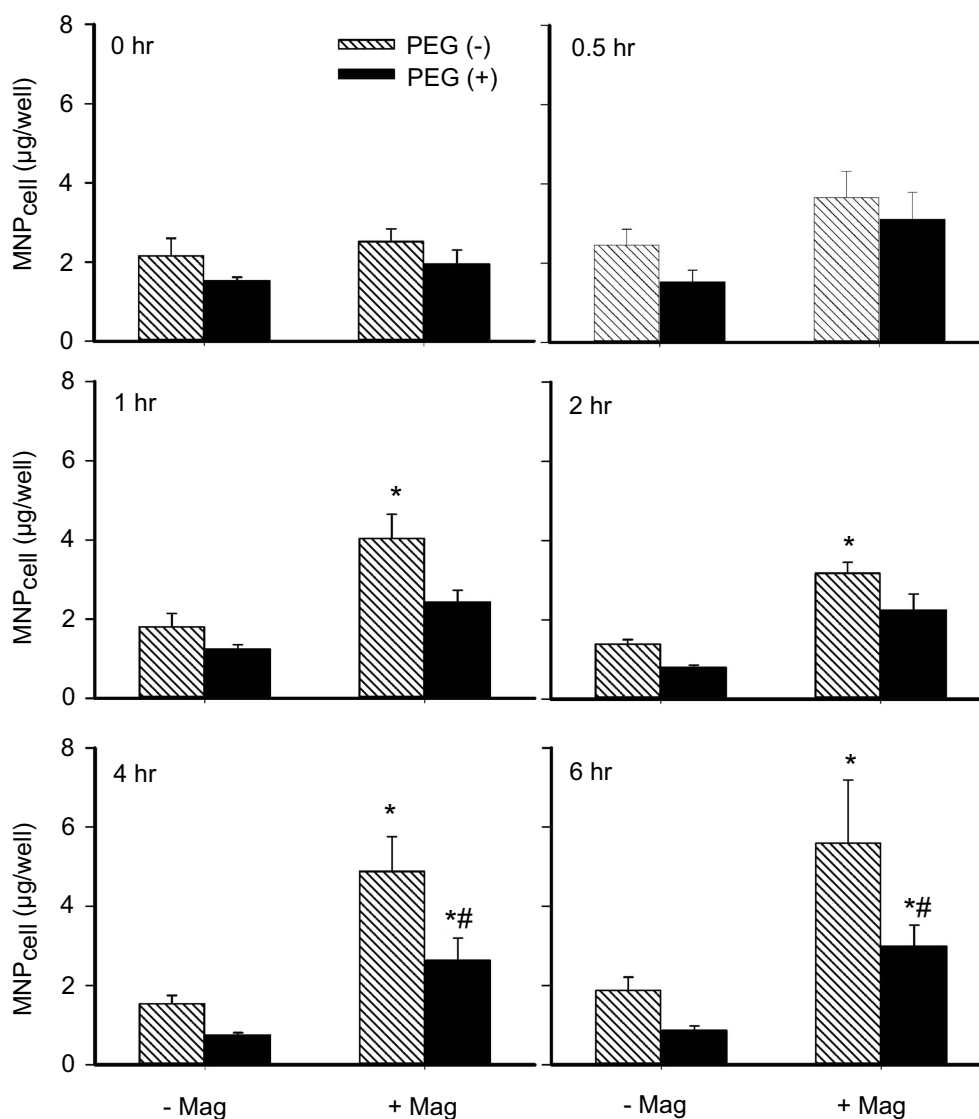 8
0 hr
PEG (-)
PEG (+)
0.5 hr
6
4
2
0
MNPcell (µg/well)
8
1 hr
2 hr
6
*
*
4
2
0
MNPcell (µg/well)
8
4 hr
6 hr
*
*
6
*#
*#
4
2
0
MNPcell (µg/well)
- Mag
+ Mag
- Mag
+ Mag